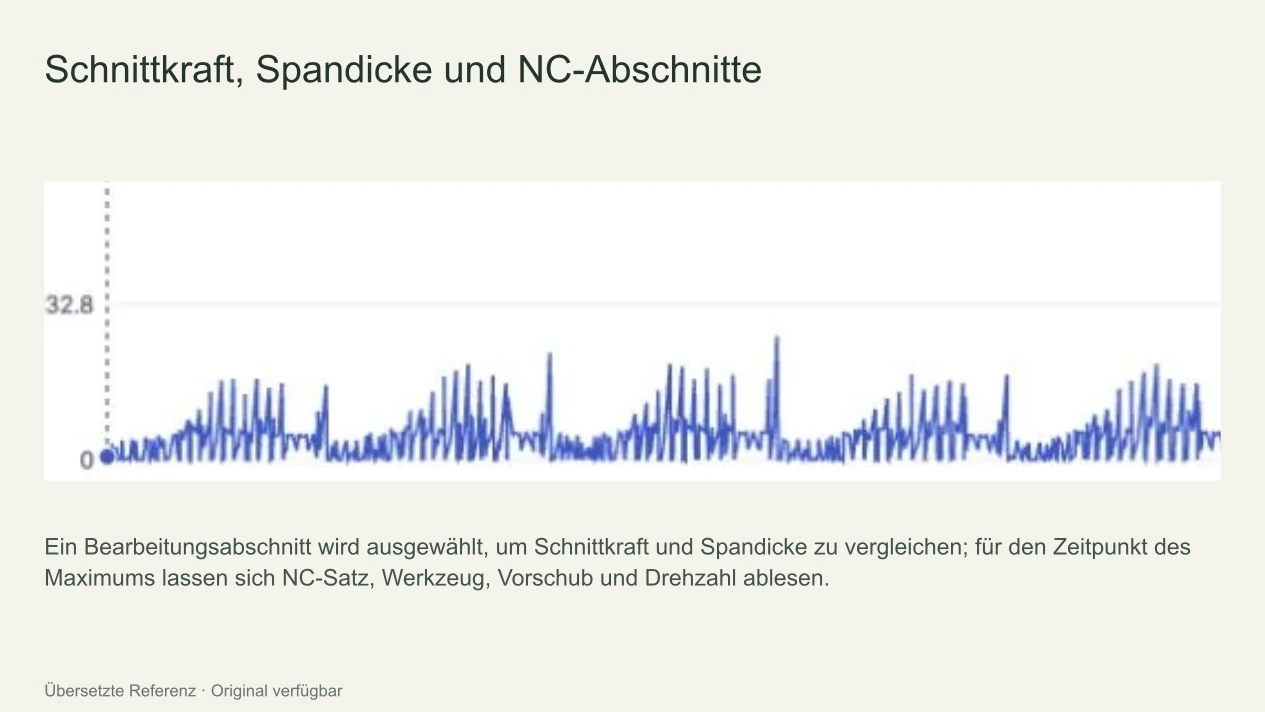 Schnittkraft, Spandicke und NC-Abschnitte
32.8
0
Ein Bearbeitungsabschnitt wird ausgewählt, um Schnittkraft und Spandicke zu vergleichen; für den Zeitpunkt des
Maximums lassen sich NC-Satz, Werkzeug, Vorschub und Drehzahl ablesen.
Übersetzte Referenz · Original verfügbar